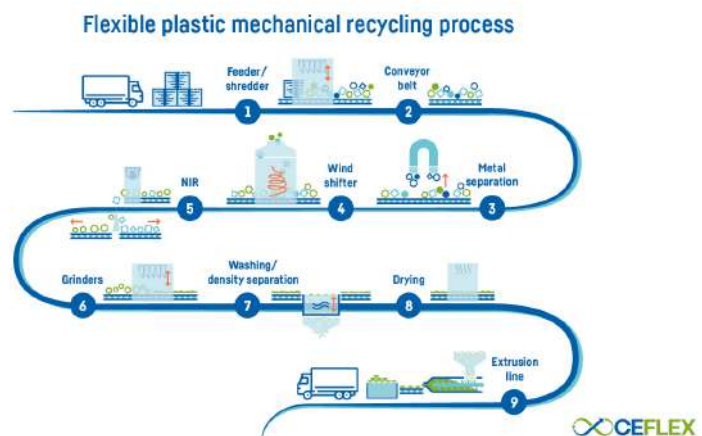 Flexible plastic mechanical recycling process
Feeder/
shredder
1
Conveyor
belt
2
Metal
separation
3
Wind
shifter
4
NIR
5
Grinders
6
Washing/
density separation
7
Drying
8
Extrusion
line
9
CEFLEX